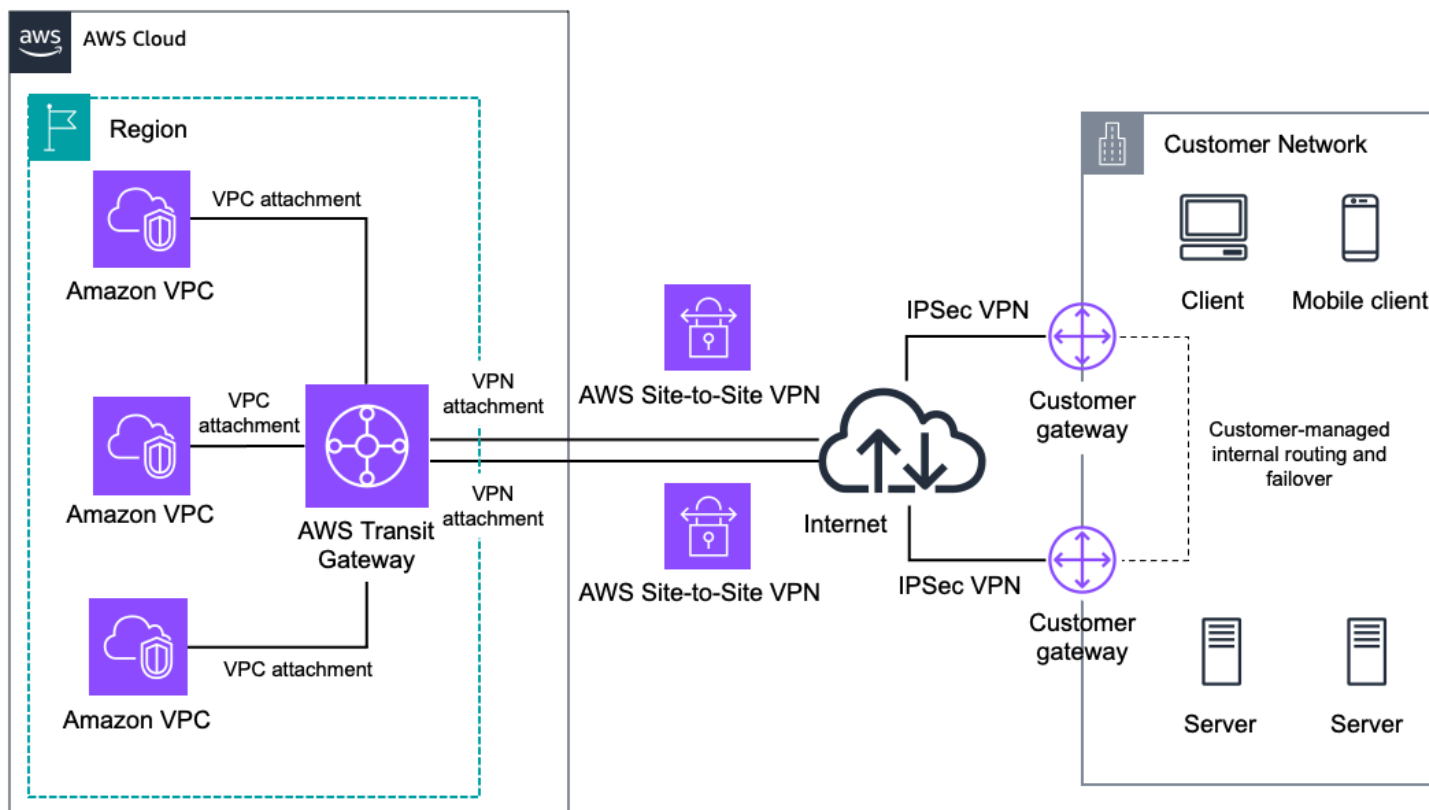 aws
AWS Cloud
Region
VPC attachment
Amazon VPC
VPC
attachment
Amazon VPC
AWS Transit
Gateway
VPC attachment
Amazon VPC
VPN
attachment
VPN
attachment
AWS Site-to-Site VPN
AWS Site-to-Site VPN
Internet
IPSec VPN
IPSec VPN
Customer Network
Client
Mobile client
Customer
gateway
Customer-managed
internal routing and
failover
Customer
gateway
Server
Server